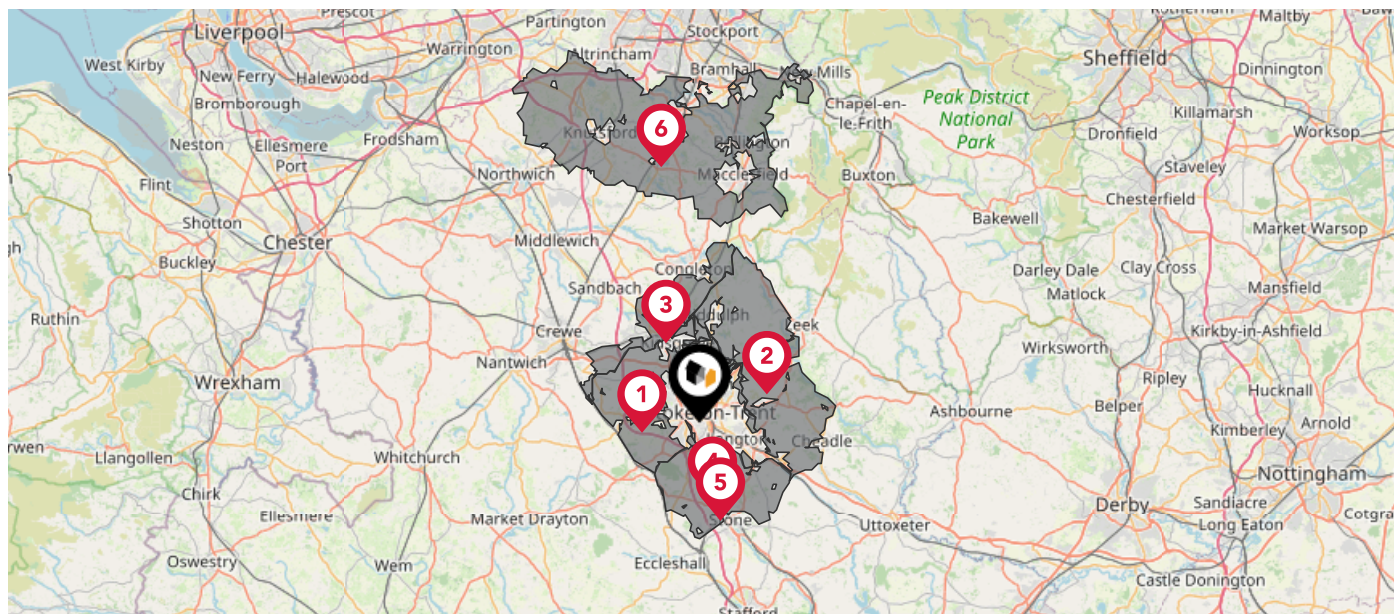 Prescot
Partington
Rotherham
Maltby
Liverpool
Stockport
Warrington
Altrincham
Sheffield
West Kirby
New Ferry
Halewood
Bramhall
Mills
Dinnington
Bromborough
Chapel-en-
le-Frith
Peak District
National
Park
Killamarsh
Knutsford
6
Dronfield
Worksop
Neston
Frodsham
Ellesmere
Port
Northwich
Macclesfield
Buxton
Staveley
Flint
Chesterfield
Shotton
Bakewell
Market Warsop
Chester
Middlewich
Buckley
Congleton
Darley Dale
Clay Cross
Sandbach
Matlock
Mansfield
3
Ruthin
Crewe
Kirkby-in-Ashfield
Nantwich
2
Wirksworth
Wrexham
Ripley
Hucknall
1
Ashbourne
Belper
Arnold
Kimberley
Cheadle
Llangollen
Whitchurch
Nottingham
4
5
Chirk
Derby
Sandiacre
Ellesmere
Market Drayton
Stone
Uttoxeter
Long Eaton
Oswestry
Wem
Eccleshall
Castle Donington
Stafford